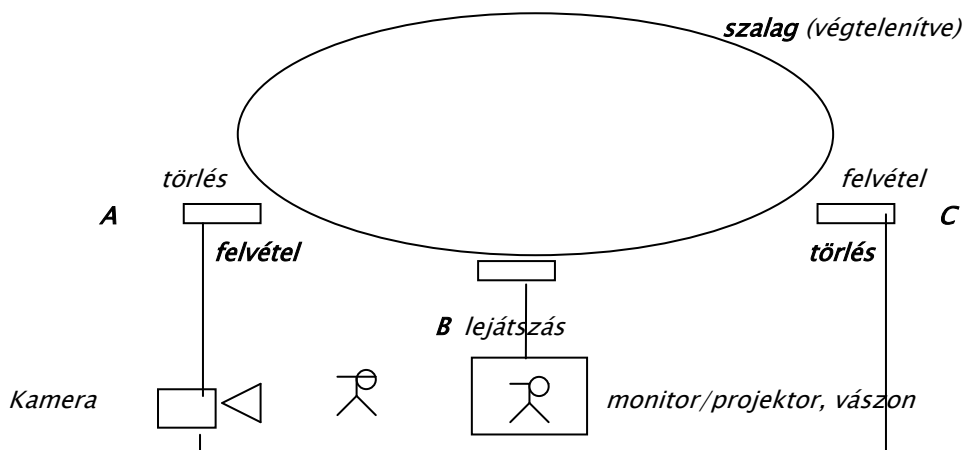 szalag (végtelenítve)
törlés
felvétel
A
C
felvétel
törlés
B lejátszás
Kamera
monitor/projektor, vászon